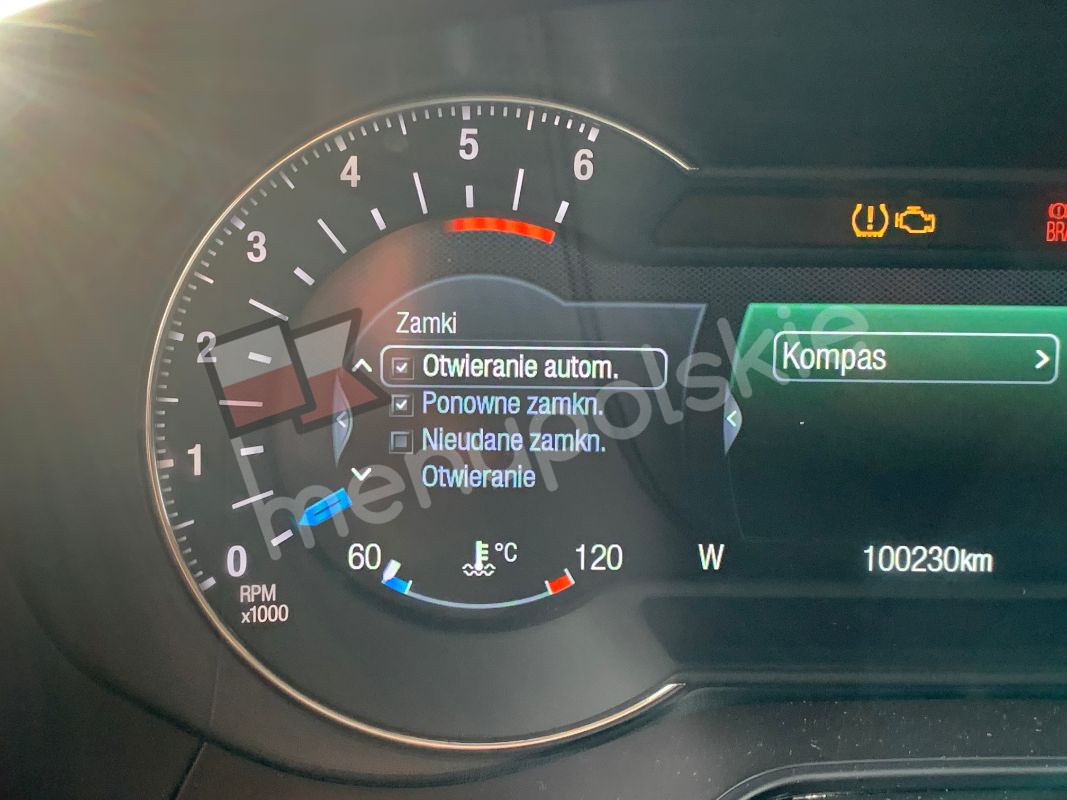 6
5
4
3
2
1
0
RPM
x1000
BRA
Zamki
Otwieranie autom.
Ponowne zamkn.
Nieudane zamkn.
Otwieranie
Kompas
60
°C
120
W
100230km
menupolskie